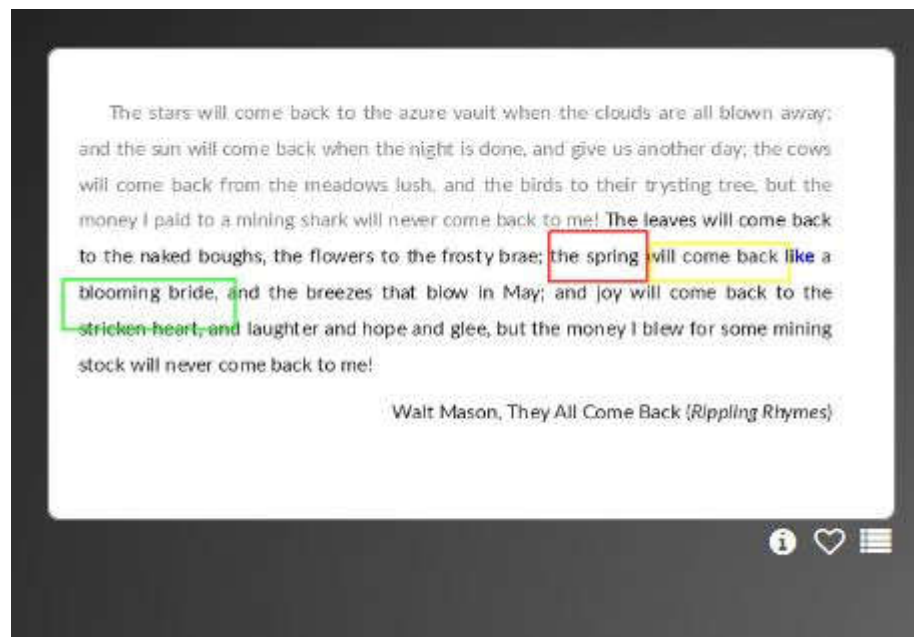 The stars will come back to the azure vault when the clouds are all blown away;
and the sun will come back when the night is done, and give us another day; the cows
will come back from the meadows lush, and the birds to their trysting tree, but the
money I paid to a mining shark will never come back to me! The leaves will come back
to the naked boughs, the flowers to the frosty brae; the spring will come back like a
blooming bride, and the breezes that blow in May; and joy will come back to the
stricken heart, and laughter and hope and glee, but the money I blew for some mining
stock will never come back to me!
Walt Mason, They All Come Back (Rippling Rhymes)